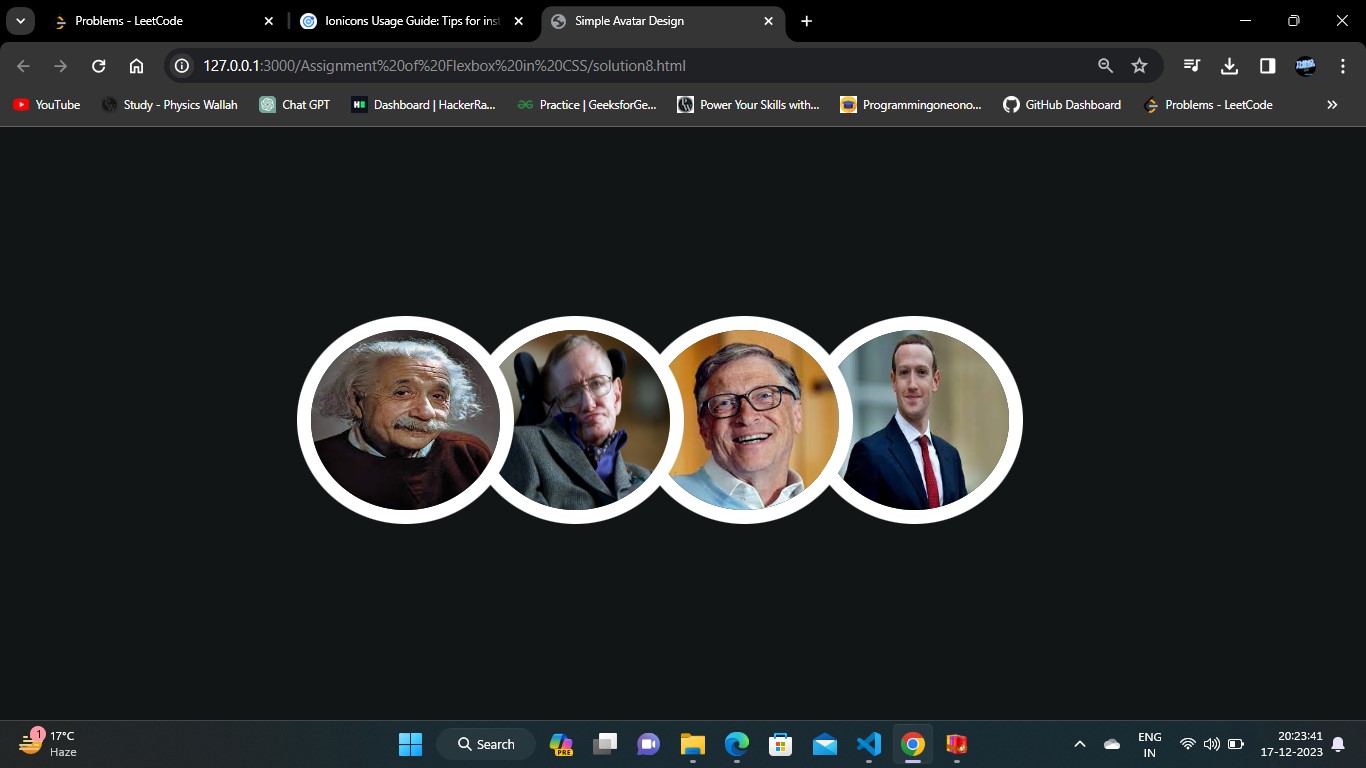 Problems - LeetCode
Ionicons Usage Guide: Tips for inst
Simple Avatar Design
127.0.0.1:3000/Assignment%20of%20Flexbox%20in%20CSS/solution8.html
YouTube
Study - Physics Wallah
Chat GPT
Dashboard | HackerRa...
Practice | GeeksforGe...
Power Your Skills with...
Programmingoneono...
GitHub Dashboard
Problems - LeetCode
1
17°C
Haze
Search
PRE
ENG
IN
20:23:41
17-12-2023